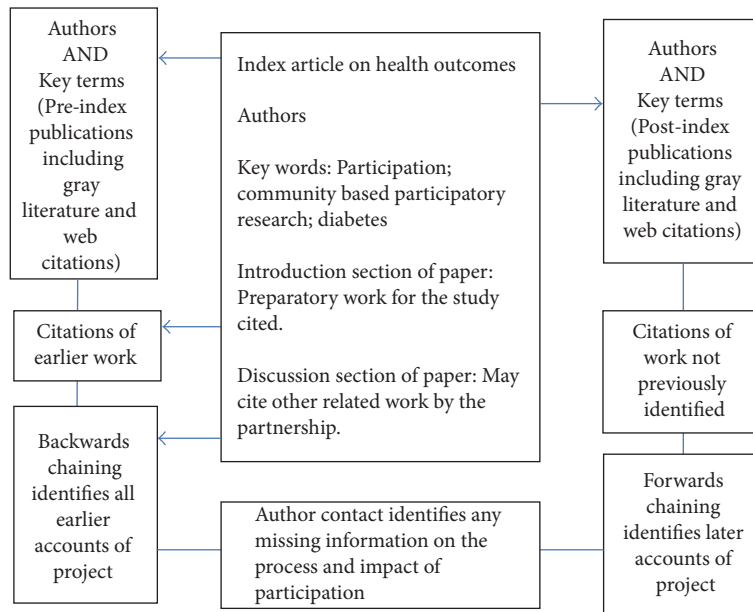 Authors
AND
Key terms
(Pre-index
publications
including
gray
literature and
web
citations)
Citations of
earlier work
Backwards
chaining
identifies all
earlier
accounts of
project
Index article on health outcomes
Authors
Key words: Participation;
community based participatory
research; diabetes
Introduction section of paper:
Preparatory work for the study
cited.
Discussion section of paper: May
cite other related work by the
partnership.
Author contact identifies any
missing information on the
process and impact of
participation
Authors
AND
Key terms
(Post-index
publications
including gray
literature and
web citations)
Citations of
work not
previously
identified
Forwards
chaining
identifies later
accounts of
project